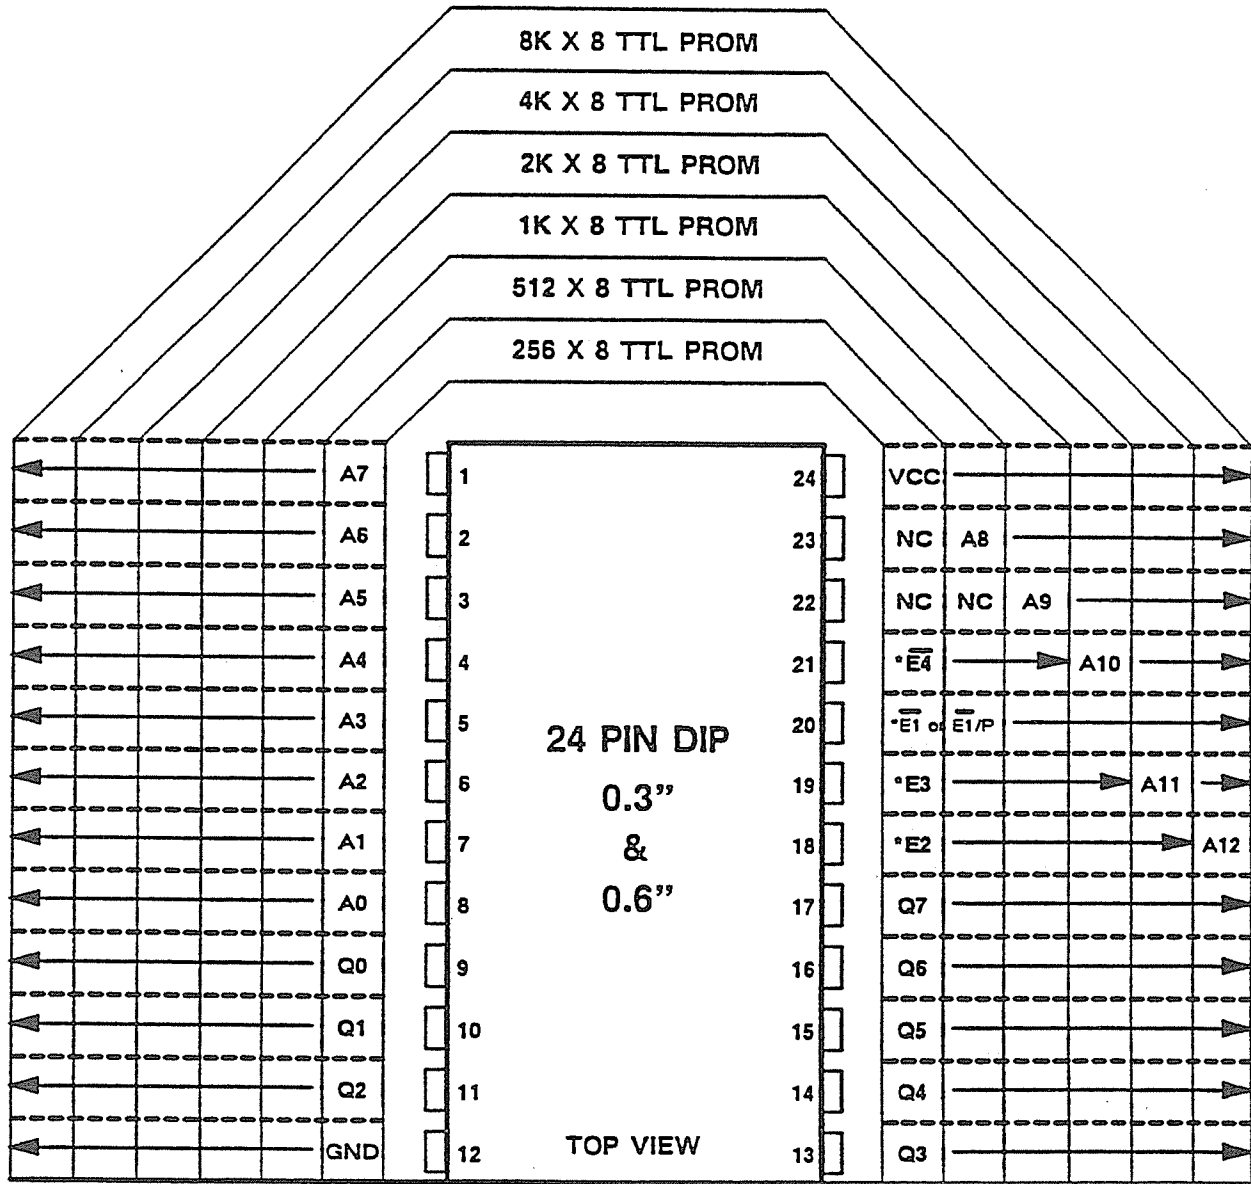 8K X 8 TTL PROM
4K X 8 TTL PROM
2K X 8 TTL PROM
1K X 8 TTL PROM
512 X 8 TTL PROM
256 X 8 TTL PROM
A7 1 24 VCC
A6 2 23 NC A8
A5 3 22 NC NC A9
A4 4 21 *E̅4̅ A10
A3 5 20 *E̅1 or E̅1/P
A2 6 19 *E3 A11
A1 7 18 *E2 A12
A0 8 17 Q7
Q0 9 16 Q6
Q1 10 15 Q5
Q2 11 14 Q4
GND 12 13 Q3
24 PIN DIP
0.3”
&
0.6”
TOP VIEW